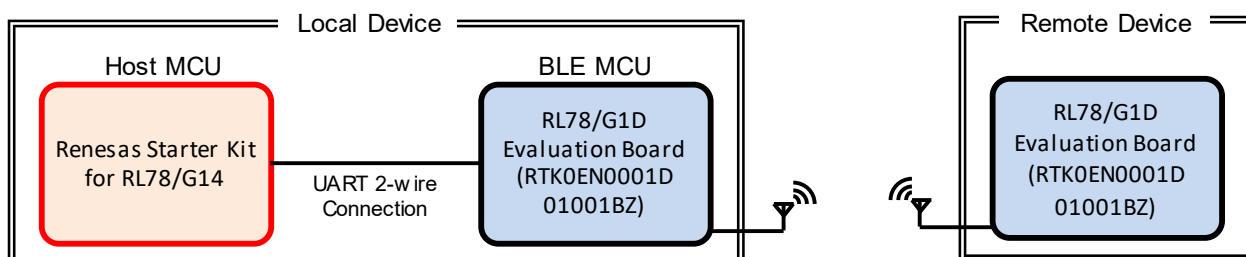 Local Device
Host MCU
Renesas Starter Kit
for RL78/G14
UART 2-wire
Connection
BLE MCU
RL78/G1D
Evaluation Board
(RTK0EN0001D
01001BZ)
Remote Device
RL78/G1D
Evaluation Board
(RTK0EN0001D
01001BZ)